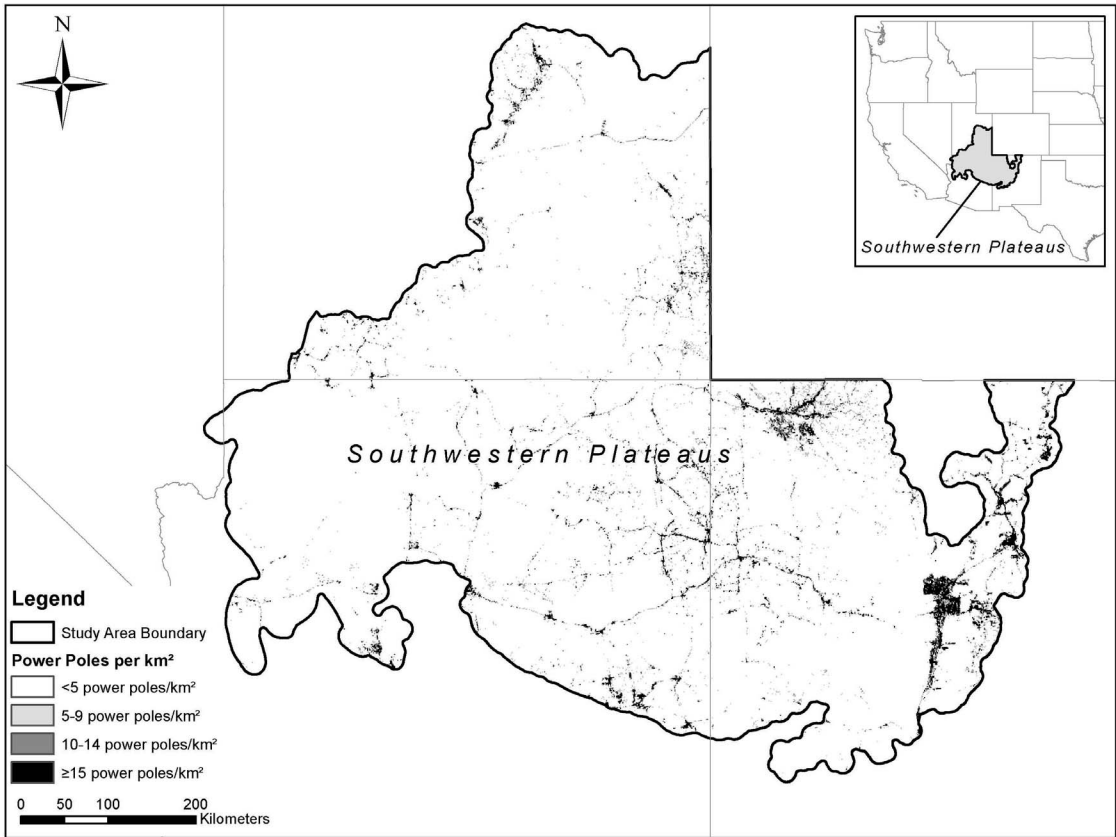 N
Southwestern Plateaus
Southwestern Plateaus
Legend
Study Area Boundary
Power Poles per km²
<5 power poles/km²
5-9 power poles/km²
10-14 power poles/km²
≥15 power poles/km²
0 50 100 200
Kilometers